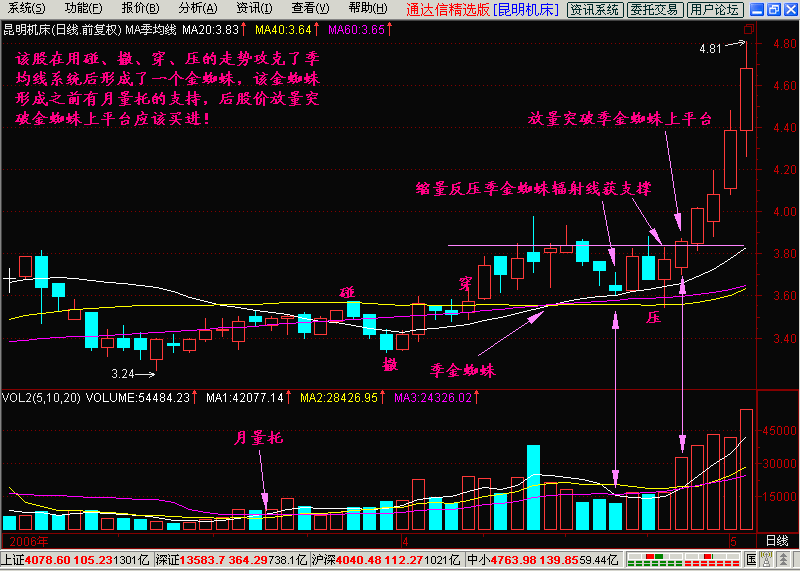 系统(S) 功能(F) 报价(B) 分析(A) 资讯(I) 查看(V) 帮助(H) 通达信精选版 [昆明机床] 资讯系统 委托交易 用户论坛
昆明机床(日线.前复权) MA季均线 MA20:3.83↑ MA40:3.64↑ MA60:3.65↑
4.81
4.80
该股在用碰、撤、穿、压的走势攻克了季
均线系统后形成了一个金蜘蛛，该金蜘蛛
形成之前有月量托的支持，后股价放量突
破金蜘蛛上平台应该买进！
4.60
放量突破季金蜘蛛上平台
4.40
4.20
缩量反压季金蜘蛛辐射线获支撑
4.00
3.80
穿
碰
3.60
压
3.40
撤
季金蜘蛛
3.24
VOL2(5,10,20) VOLUME:54484.23↑ MA1:42077.14↑ MA2:28426.95↑ MA3:24326.02↑
45000
月量托
30000
15000
2006年 4 5 日线
上证4078.60 105.23 1301亿 深证13583.7 364.29 738.1亿 沪深4040.48 112.27 1021亿 中小4763.98 139.85 59.44亿 国